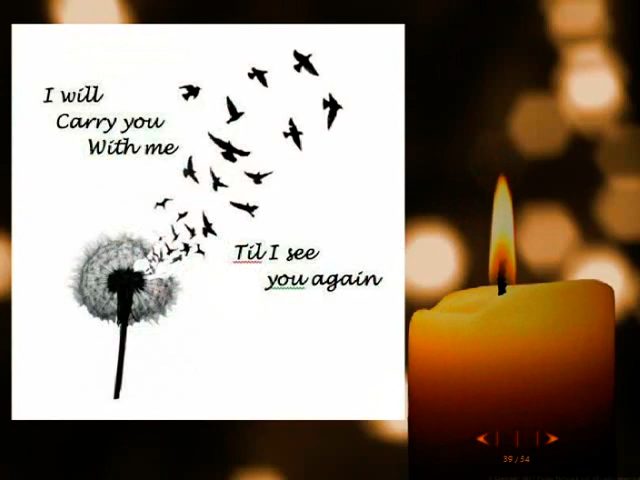 I will
Carry you
With me
Til I see
you again
39 / 54